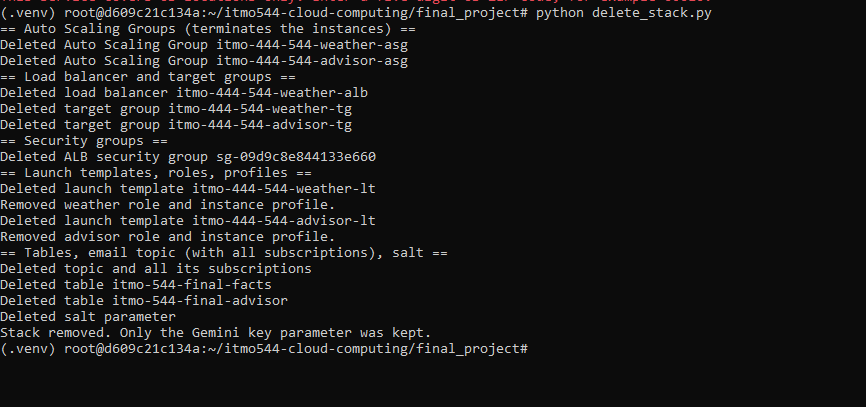 (.venv) root@d609c21c134a:~/itmo544-cloud-computing/final_project# python delete_stack.py
== Auto Scaling Groups (terminates the instances) ==
Deleted Auto Scaling Group itmo-444-544-weather-asg
Deleted Auto Scaling Group itmo-444-544-advisor-asg
== Load balancer and target groups ==
Deleted load balancer itmo-444-544-weather-alb
Deleted target group itmo-444-544-weather-tg
Deleted target group itmo-444-544-advisor-tg
== Security groups ==
Deleted ALB security group sg-09d9c8e844133e660
== Launch templates, roles, profiles ==
Deleted launch template itmo-444-544-weather-lt
Removed weather role and instance profile.
Deleted launch template itmo-444-544-advisor-lt
Removed advisor role and instance profile.
== Tables, email topic (with all subscriptions), salt ==
Deleted topic and all its subscriptions
Deleted table itmo-544-final-facts
Deleted table itmo-544-final-advisor
Deleted salt parameter
Stack removed. Only the Gemini key parameter was kept.
(.venv) root@d609c21c134a:~/itmo544-cloud-computing/final_project#